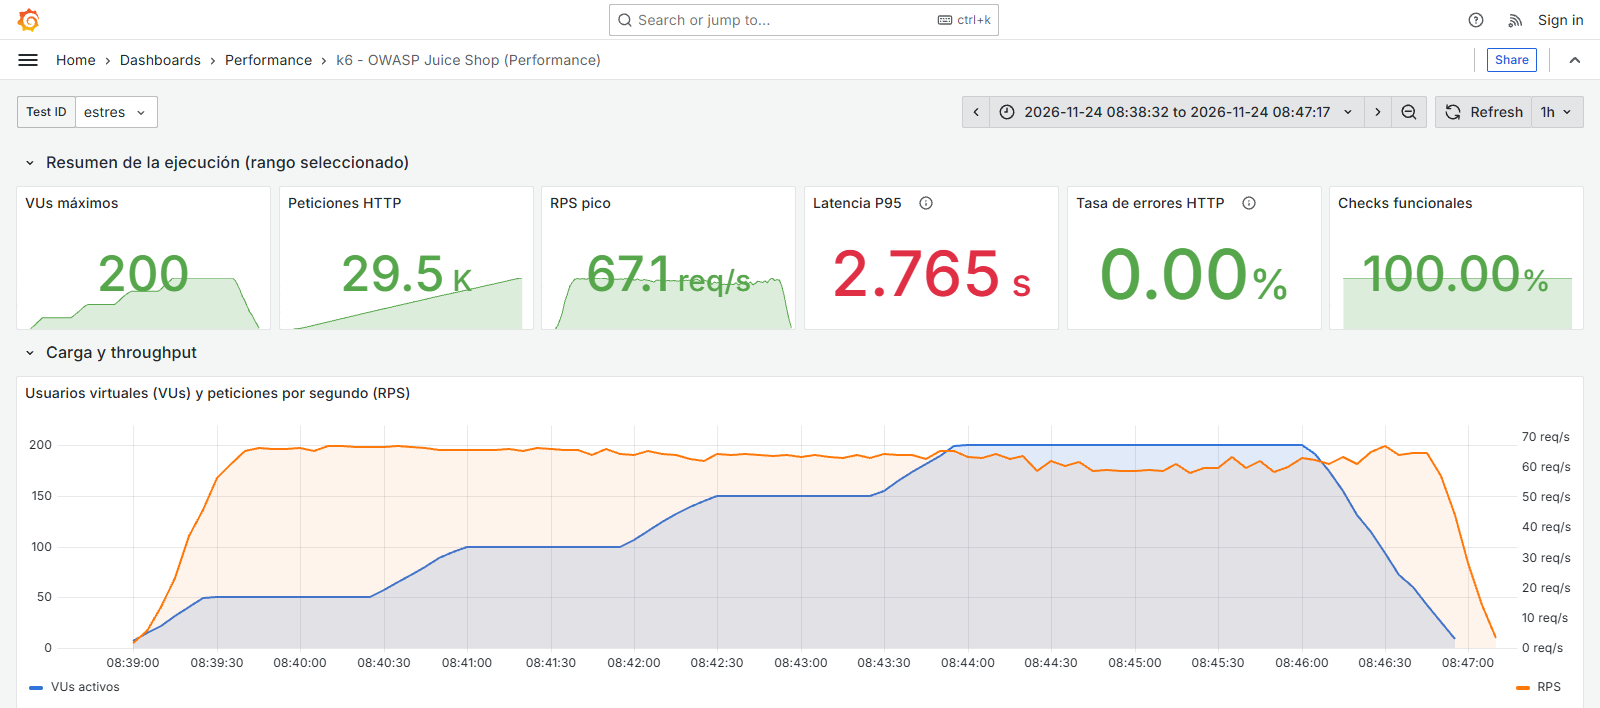 Search or jump to... ctrl+k Sign in
Home › Dashboards › Performance › k6 - OWASP Juice Shop (Performance) Share
Test ID estres 2026-11-24 08:38:32 to 2026-11-24 08:47:17 Refresh 1h
Resumen de la ejecución (rango seleccionado)
VUs máximos Peticiones HTTP RPS pico Latencia P95 Tasa de errores HTTP Checks funcionales
200 29.5 K 67.1 req/s 2.765 s 0.00% 100.00%
Carga y throughput
Usuarios virtuales (VUs) y peticiones por segundo (RPS)
200 70 req/s
60 req/s
150 50 req/s
40 req/s
100 30 req/s
50 20 req/s
10 req/s
0 0 req/s
08:39:00 08:39:30 08:40:00 08:40:30 08:41:00 08:41:30 08:42:00 08:42:30 08:43:00 08:43:30 08:44:00 08:44:30 08:45:00 08:45:30 08:46:00 08:46:30 08:47:00
VUs activos RPS